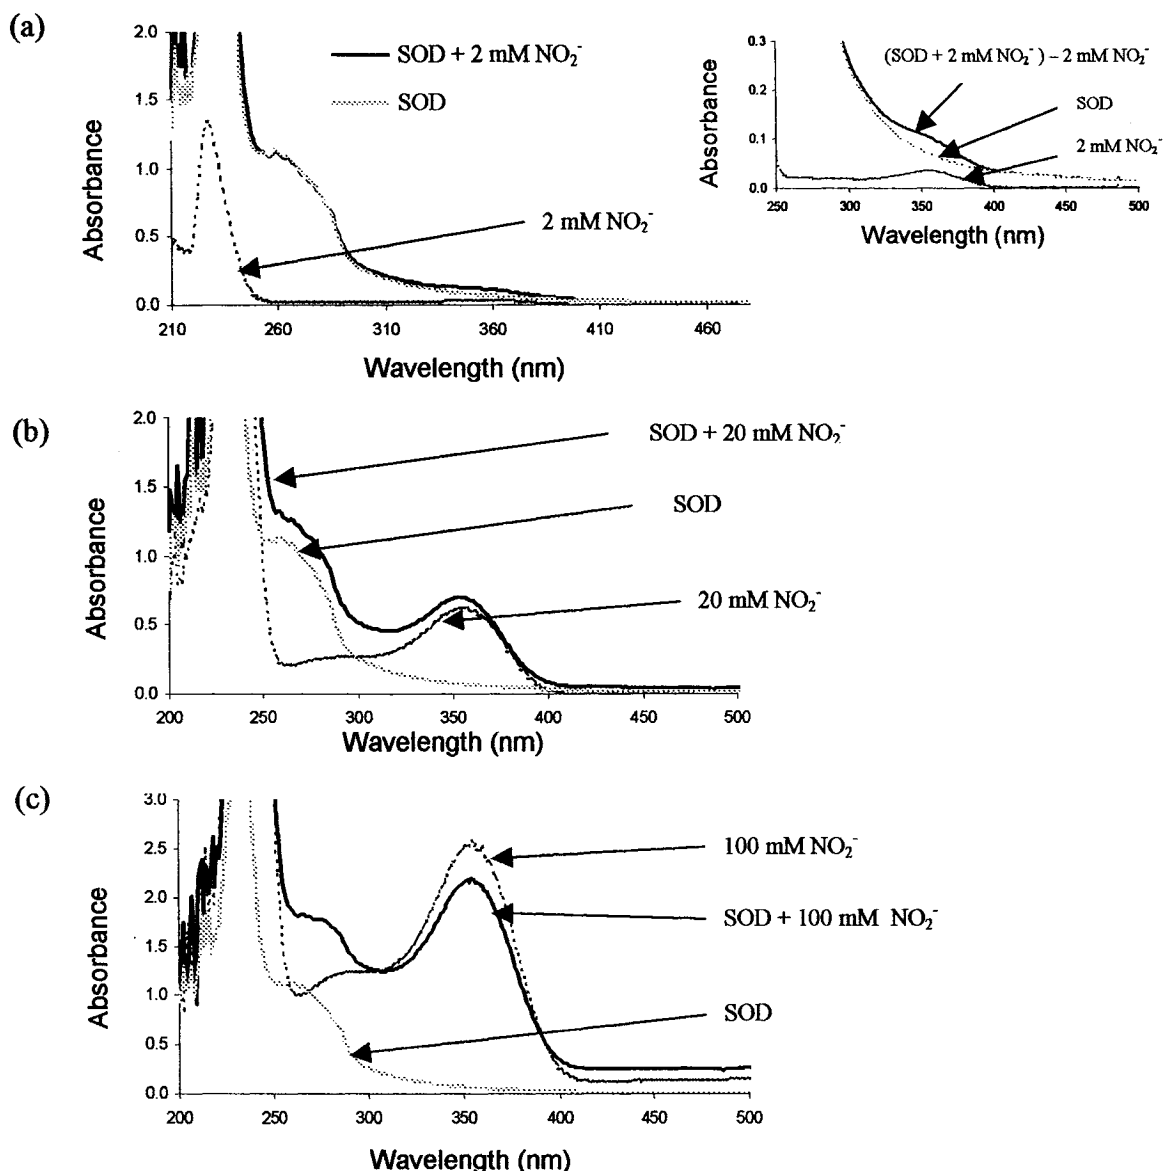 (a)
2.0
1.5
1.0
0.5
0.0
Absorbance
SOD + 2 mM NO₂⁻
SOD
2 mM NO₂⁻
210 260 310 360 410 460
Wavelength (nm)
0.3
0.2
0.1
0.0
Absorbance
(SOD + 2 mM NO₂⁻) – 2 mM NO₂⁻
SOD
2 mM NO₂⁻
250 300 350 400 450 500
Wavelength (nm)
(b)
2.0
1.5
1.0
0.5
0.0
Absorbance
SOD + 20 mM NO₂⁻
SOD
20 mM NO₂⁻
200 250 300 350 400 450 500
Wavelength (nm)
(c)
3.0
2.5
2.0
1.5
1.0
0.5
0.0
Absorbance
100 mM NO₂⁻
SOD + 100 mM NO₂⁻
SOD
200 250 300 350 400 450 500
Wavelength (nm)